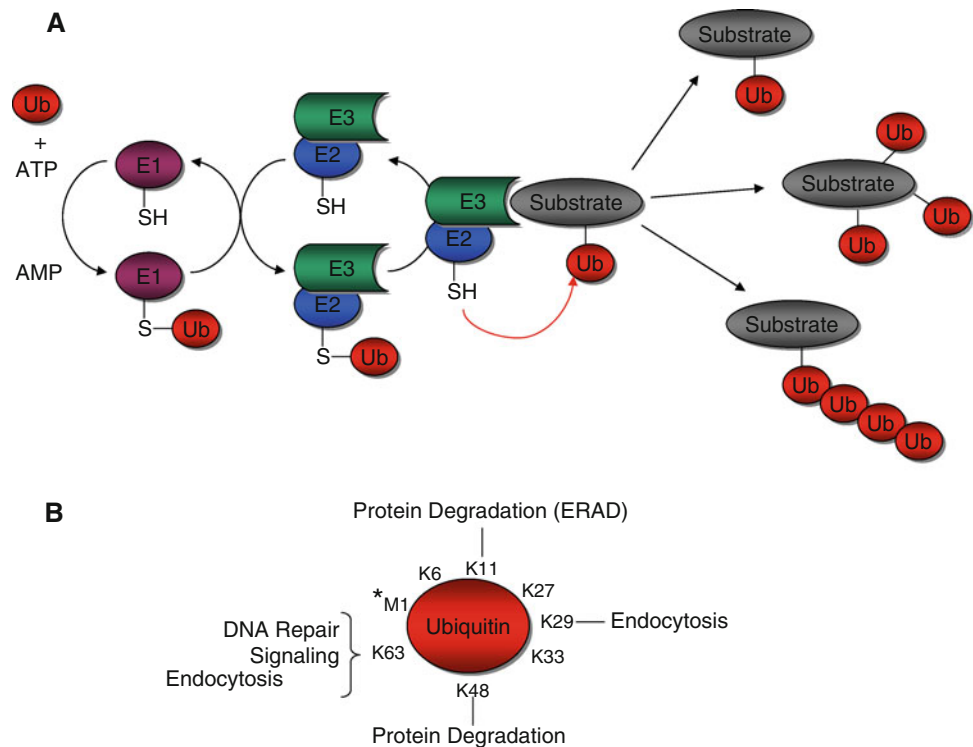 A
Ub
+
ATP
AMP
E1
SH
E1
S
Ub
E3
E2
SH
E3
E2
S
Ub
E3
E2
SH
Substrate
Ub
Substrate
Ub
Substrate
Ub
Ub
Ub
Substrate
Ub
Ub
Ub
Ub
B
Protein Degradation (ERAD)
K11
K6
K27
*M1
Ubiquitin
K29
Endocytosis
K63
K33
K48
DNA Repair
Signaling
Endocytosis
Protein Degradation